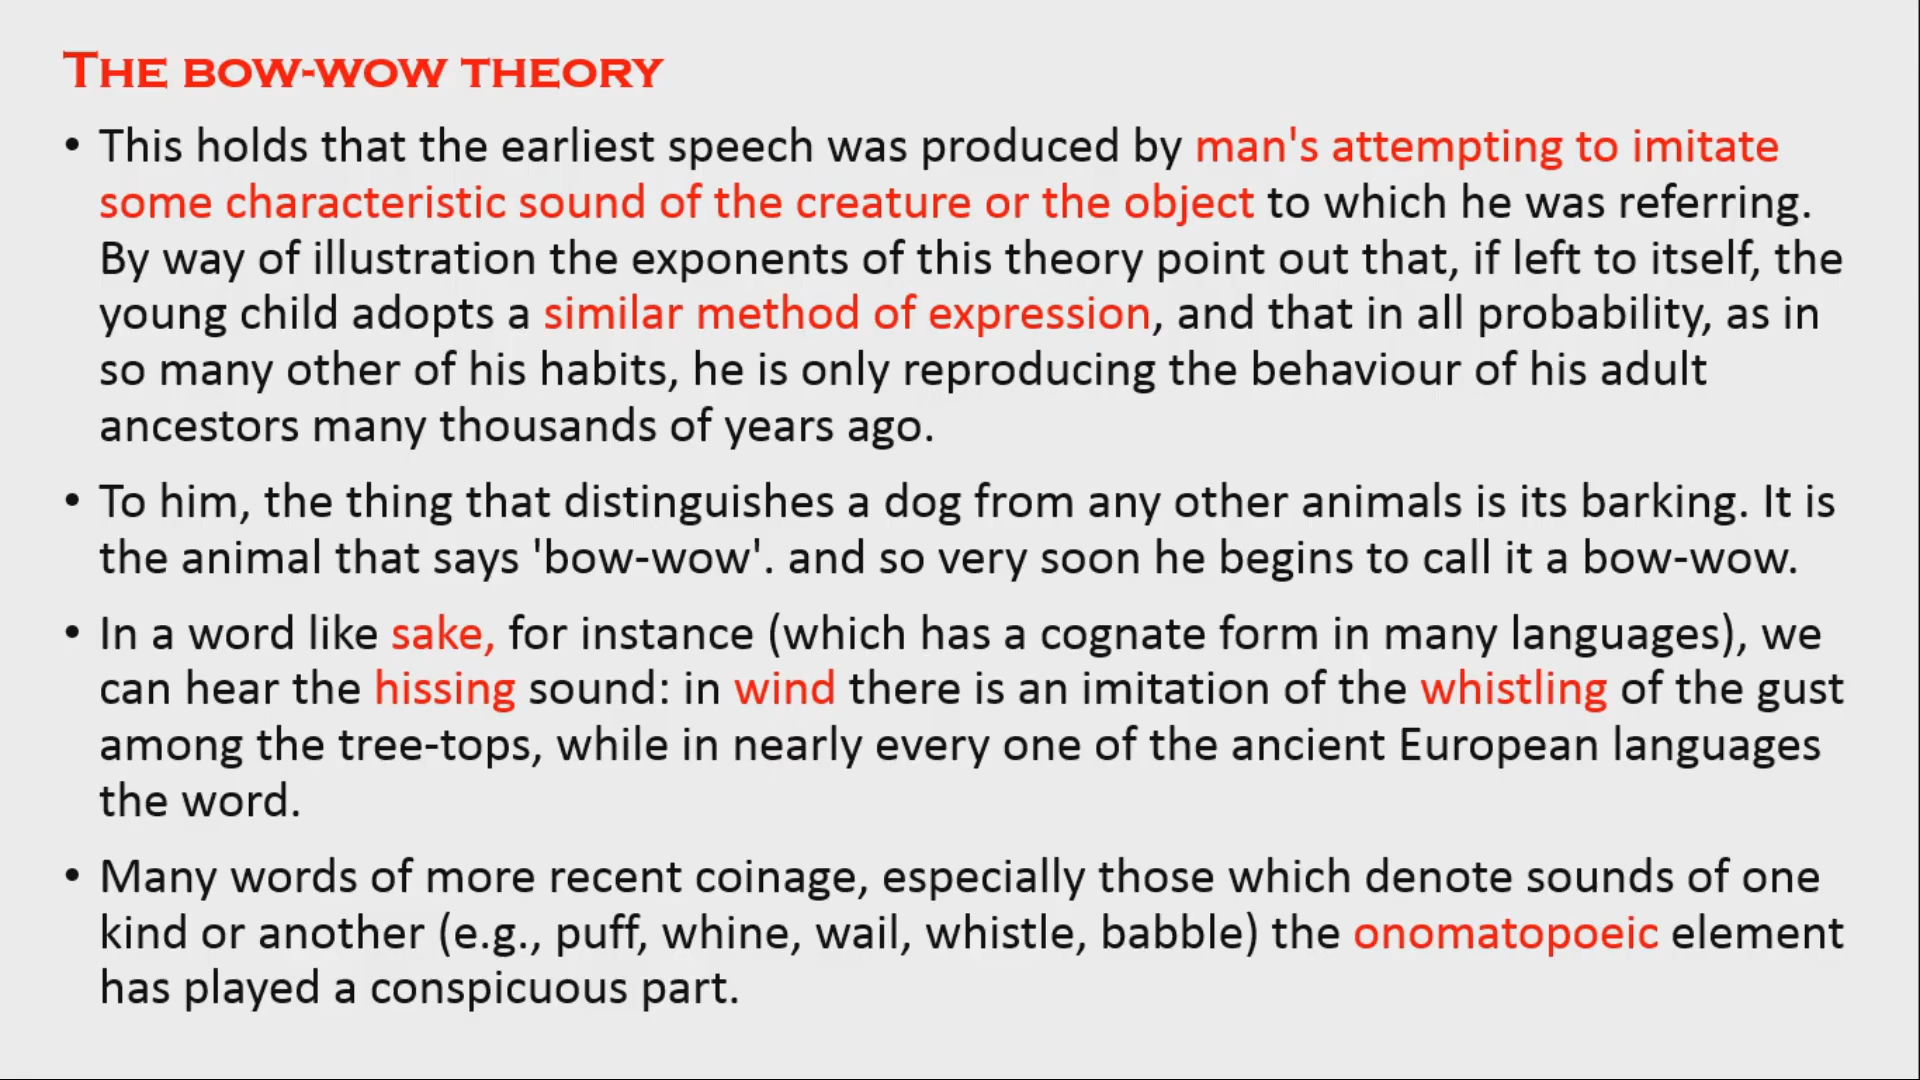 THE BOW-WOW THEORY
• This holds that the earliest speech was produced by man's attempting to imitate
some characteristic sound of the creature or the object to which he was referring.
By way of illustration the exponents of this theory point out that, if left to itself, the
young child adopts a similar method of expression, and that in all probability, as in
so many other of his habits, he is only reproducing the behaviour of his adult
ancestors many thousands of years ago.
• To him, the thing that distinguishes a dog from any other animals is its barking. It is
the animal that says 'bow-wow'. and so very soon he begins to call it a bow-wow.
• In a word like sake, for instance (which has a cognate form in many languages), we
can hear the hissing sound: in wind there is an imitation of the whistling of the gust
among the tree-tops, while in nearly every one of the ancient European languages
the word.
• Many words of more recent coinage, especially those which denote sounds of one
kind or another (e.g., puff, whine, wail, whistle, babble) the onomatopoeic element
has played a conspicuous part.